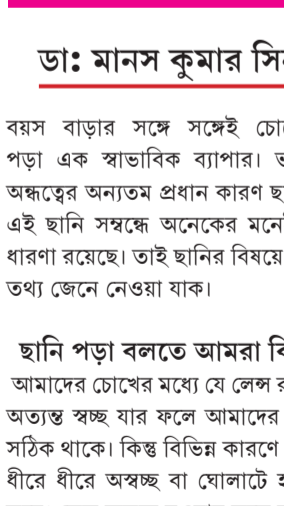 ডা: মানস কুমার
বয়স বাড়ার সঙ্গে সঙ্গেই
পড়া এক স্বাভাবিক ব্যাপার।
অন্ধত্বের অন্যতম প্রধান কারণ
এই ছানি সম্বন্ধে অনেকের
ধারণা রয়েছে। তাই ছানির বিষয়ে
তথ্য জেনে নেওয়া যাক।
ছানি পড়া বলতে আমরা
আমাদের চোখের মধ্যে যে লেন্স
অত্যন্ত স্বচ্ছ যার ফলে আমাদের
সঠিক থাকে। কিন্তু বিভিন্ন কারণে
ধীরে ধীরে অস্বচ্ছ বা ঘোলাটে